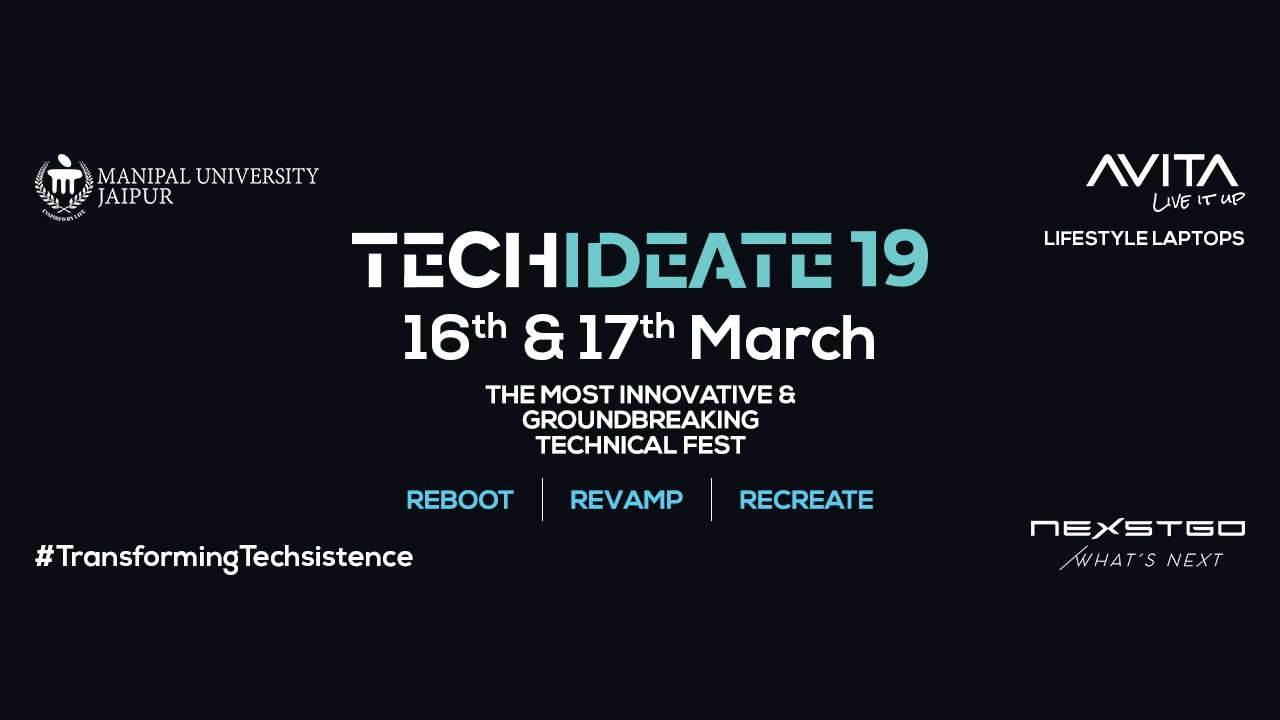 MANIPAL UNIVERSITY
JAIPUR
INSPIRED BY LIFE
AVITA
LIVE IT UP
LIFESTYLE LAPTOPS
TECHIDEATE 19
16th & 17th March
THE MOST INNOVATIVE &
GROUNDBREAKING
TECHNICAL FEST
REBOOT | REVAMP | RECREATE
#TransformingTechsistence
NEXSTGO
WHAT'S NEXT